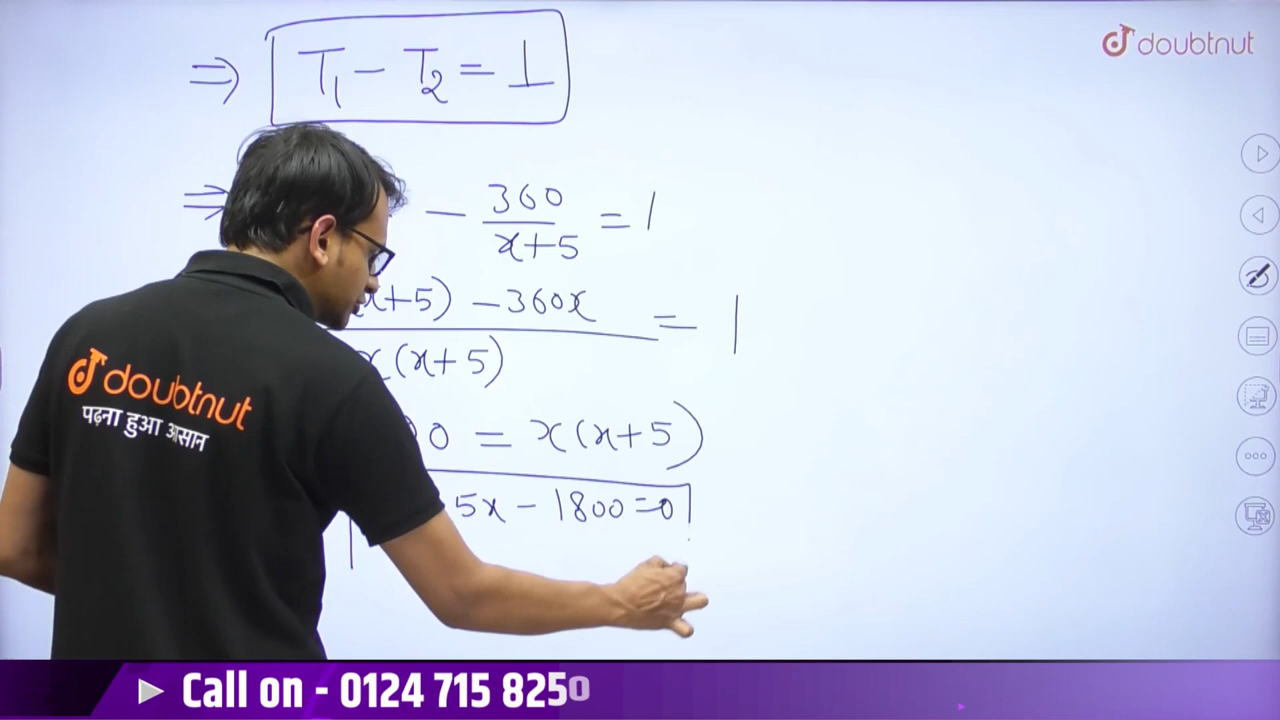 doubtnut
⇒ T₁ - T₂ = 1
⇒ - 360/(x+5) = 1
x+5) - 360x = 1
x(x+5)
00 = x(x+5)
5x - 1800 = 0
doubtnut
पढ़ना हुआ आसान
Call on - 0124 715 8250